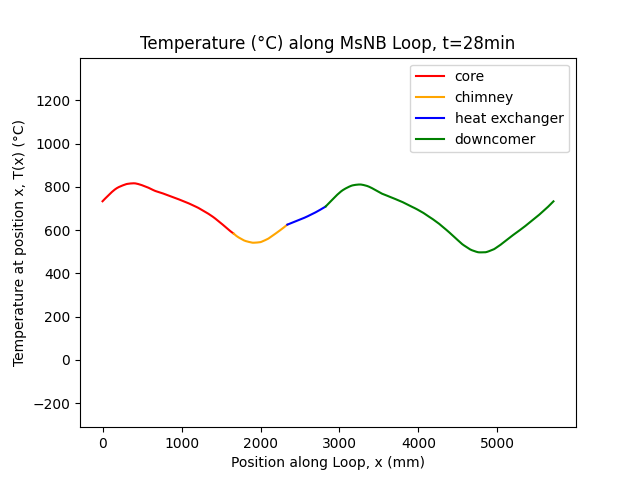 Temperature (°C) along MsNB Loop, t=28min
core
chimney
heat exchanger
downcomer
1200
1000
800
600
400
200
0
−200
Temperature at position x, T(x) (°C)
0 1000 2000 3000 4000 5000
Position along Loop, x (mm)